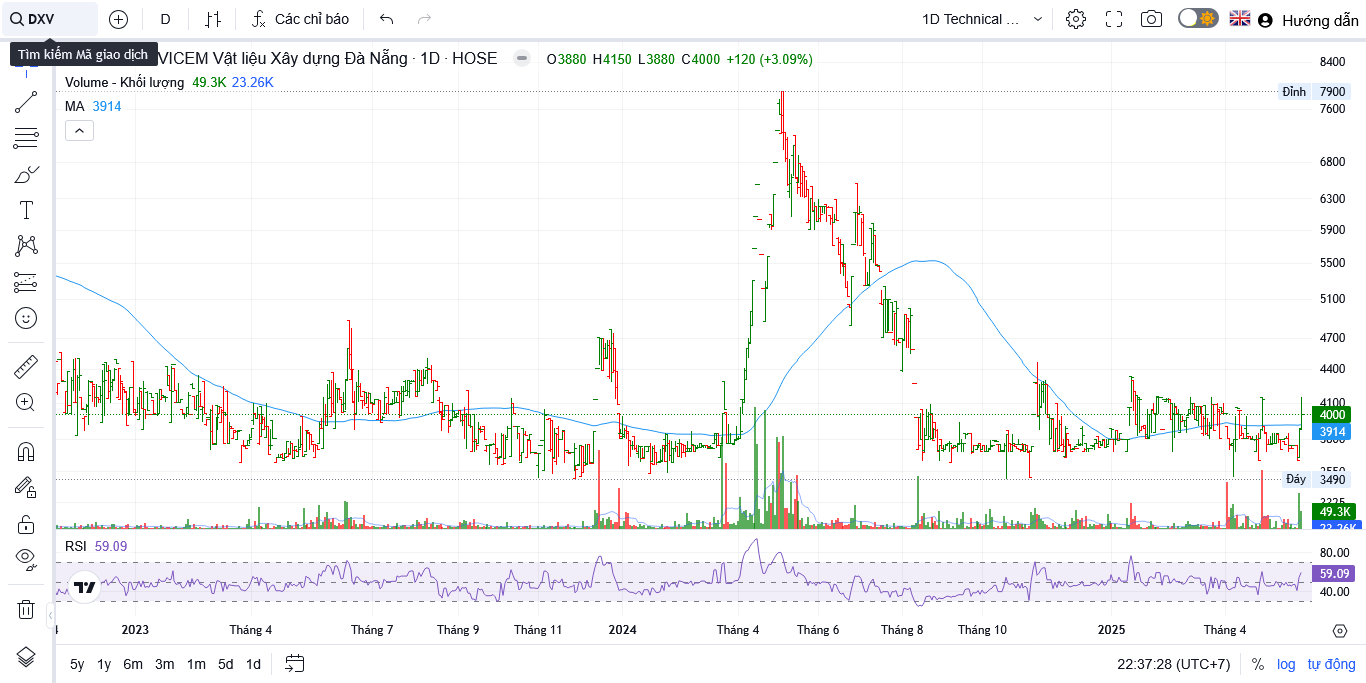 DXV
D
Các chỉ báo
1D Technical ...
Hướng dẫn
Tìm kiếm Mã giao dịch
VICEM Vật liệu Xây dựng Đà Nẵng · 1D · HOSE
O3880 H4150 L3880 C4000 +120 (+3.09%)
Volume - Khối lượng 49.3K 23.26K
MA 3914
8400
Đỉnh 7900
7600
6800
6300
5900
5500
5100
4700
4400
4100
4000
3914
3800
3550
Đáy 3490
3225
49.3K
23.26K
RSI 59.09
80.00
59.09
40.00
2023
Tháng 4
Tháng 7
Tháng 9
Tháng 11
2024
Tháng 4
Tháng 6
Tháng 8
Tháng 10
2025
Tháng 4
5y 1y 6m 3m 1m 5d 1d
22:37:28 (UTC+7)
% log tự động